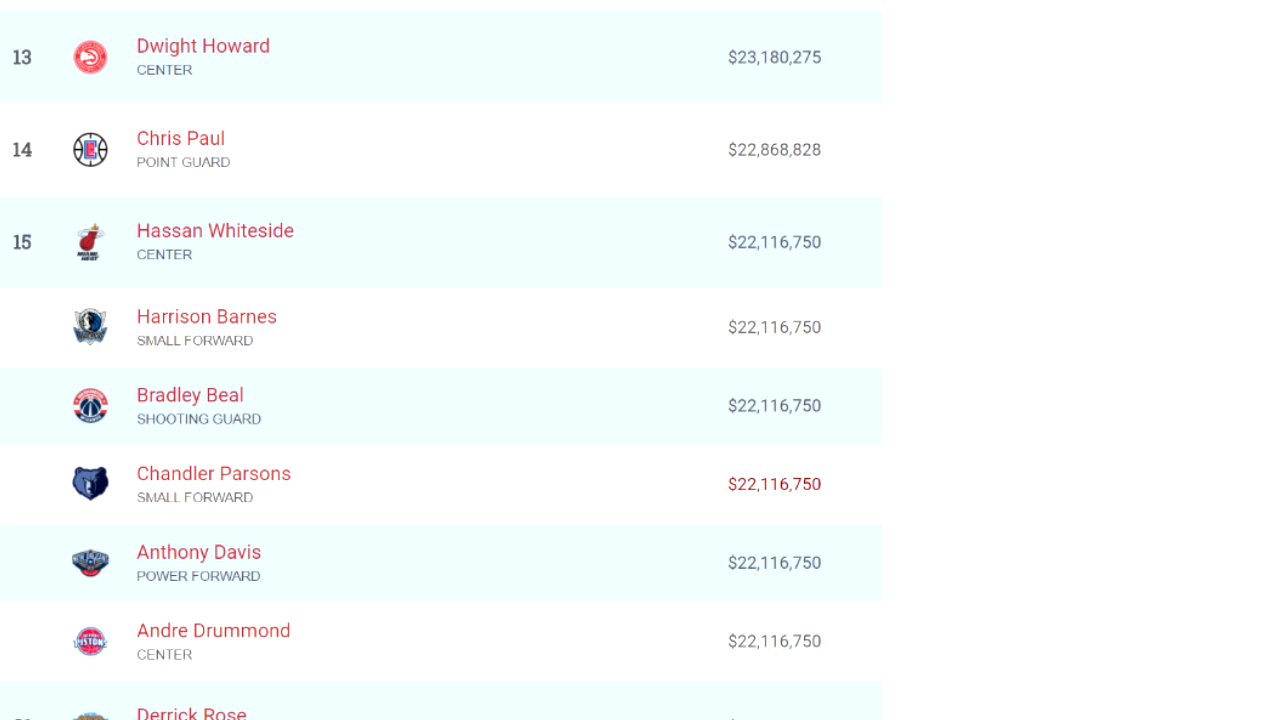 13
Dwight Howard
CENTER
$23,180,275
14
Chris Paul
POINT GUARD
$22,868,828
15
Hassan Whiteside
CENTER
$22,116,750
Harrison Barnes
SMALL FORWARD
$22,116,750
Bradley Beal
SHOOTING GUARD
$22,116,750
Chandler Parsons
SMALL FORWARD
$22,116,750
Anthony Davis
POWER FORWARD
$22,116,750
Andre Drummond
CENTER
$22,116,750
Derrick Rose